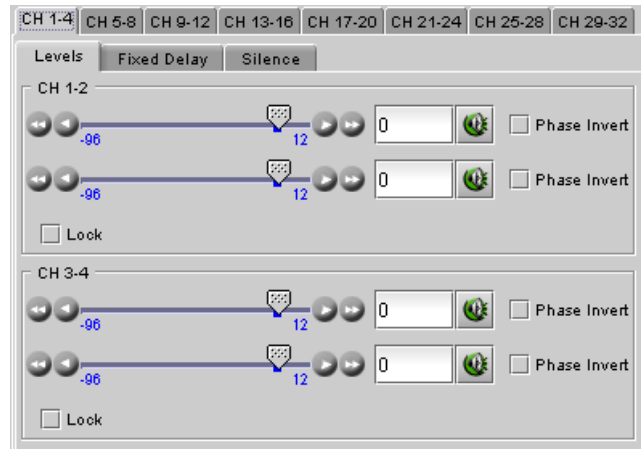 CH 1-4 CH 5-8 CH 9-12 CH 13-16 CH 17-20 CH 21-24 CH 25-28 CH 29-32
Levels Fixed Delay Silence
CH 1-2
-96 12 0 Phase Invert
-96 12 0 Phase Invert
Lock
CH 3-4
-96 12 0 Phase Invert
-96 12 0 Phase Invert
Lock